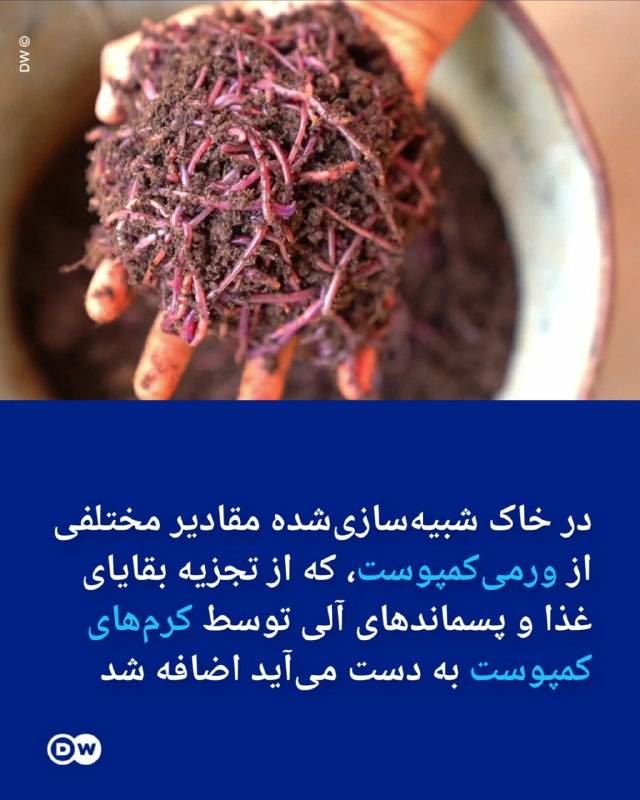 DW ©
در خاک شبیه‌سازی‌شده مقادیر مختلفی
از ورمی‌کمپوست، که از تجزیه بقایای
غذا و پسماندهای آلی توسط کرم‌های
کمپوست به دست می‌آید اضافه شد
DW